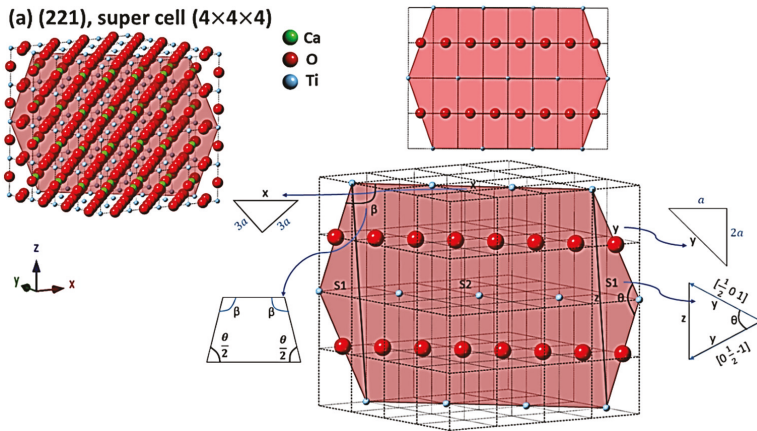 (a) (221), super cell (4×4×4)
Ca
O
Ti
x
3a
3a
β
x
y
a
y
2a
z
y
x
S1
S2
S1
z
θ
β
β
θ/2
θ/2
[1/2 0 1]
y
z
θ
y
[0 1/2 -1]